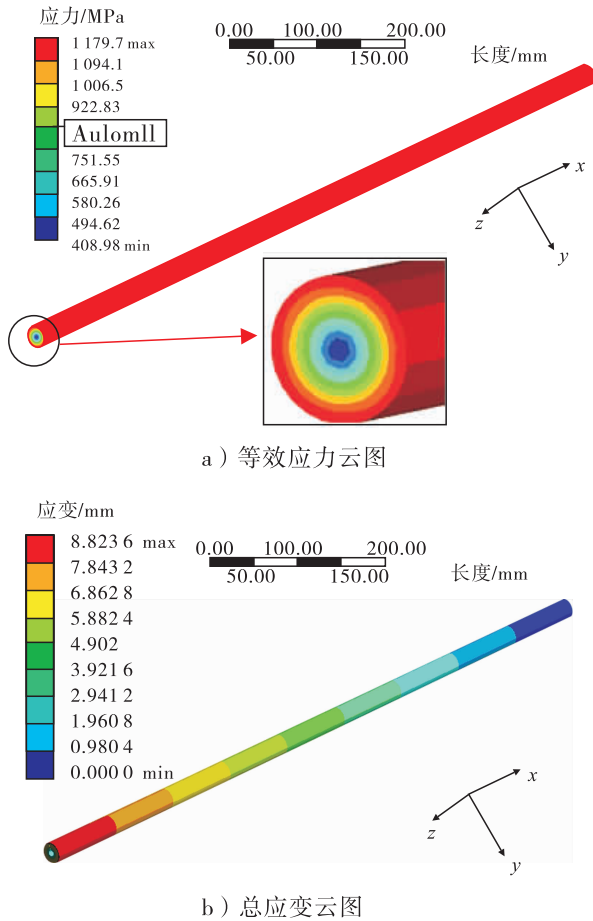 应力/MPa
1 179.7 max
1 094.1
1 006.5
922.83
Aulomll
751.55
665.91
580.26
494.62
408.98 min
0.00 100.00 200.00
50.00 150.00
长度/mm
x
z
y
a）等效应力云图
应变/mm
8.823 6 max
7.843 2
6.862 8
5.882 4
4.902
3.921 6
2.941 2
1.960 8
0.980 4
0.000 0 min
0.00 100.00 200.00
50.00 150.00
长度/mm
x
z
y
b）总应变云图